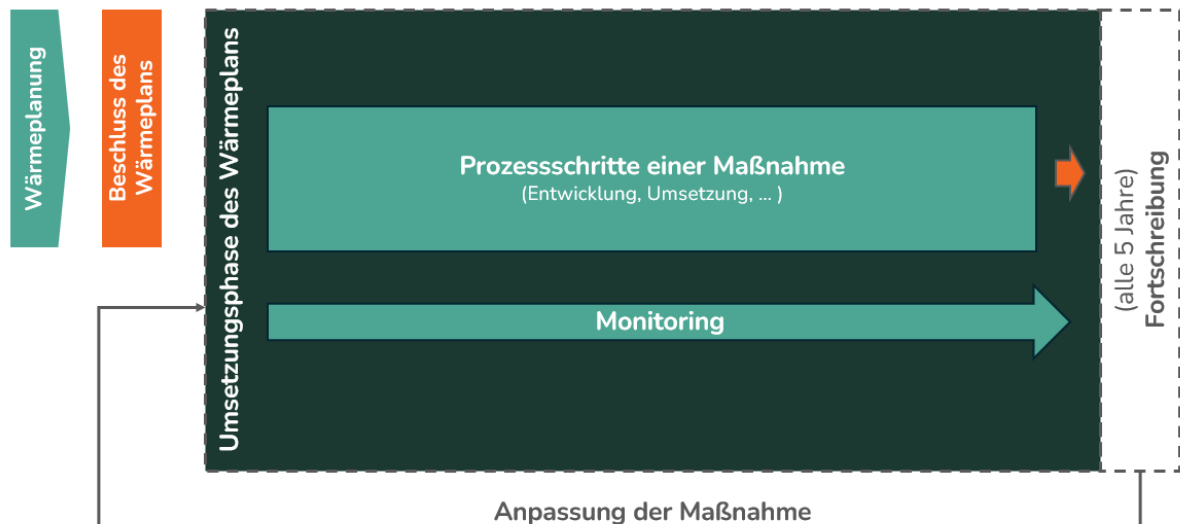 Wärmeplanung
Beschluss des
Wärmeplans
Umsetzungsphase des Wärmeplans
Prozessschritte einer Maßnahme
(Entwicklung, Umsetzung, ... )
Monitoring
(alle 5 Jahre)
Fortschreibung
Anpassung der Maßnahme